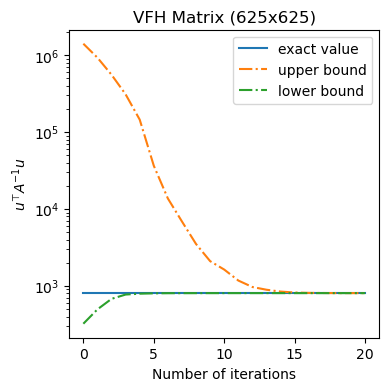 VFH Matrix (625x625)
exact value
upper bound
lower bound
10⁶
10⁵
10⁴
10³
u⊤A⁻¹u
0 5 10 15 20
Number of iterations